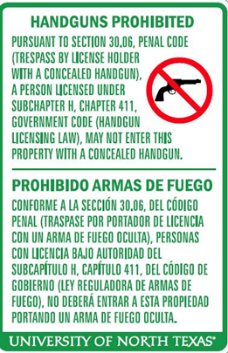 HANDGUNS PROHIBITED
PURSUANT TO SECTION 30.06, PENAL CODE
(TRESPASS BY LICENSE HOLDER
WITH A CONCEALED HANDGUN),
A PERSON LICENSED UNDER
SUBCHAPTER H, CHAPTER 411,
GOVERNMENT CODE (HANDGUN
LICENSING LAW), MAY NOT ENTER THIS
PROPERTY WITH A CONCEALED HANDGUN.
PROHIBIDO ARMAS DE FUEGO
CONFORME A LA SECCIÓN 30.06, DEL CÓDIGO
PENAL (TRASPASE POR PORTADOR DE LICENCIA
CON UN ARMA DE FUEGO OCULTA), PERSONAS
CON LICENCIA BAJO AUTORIDAD DEL
SUBCAPÍTULO H, CAPÍTULO 411, DEL CÓDIGO DE
GOBIERNO (LEY REGULADORA DE ARMAS DE
FUEGO), NO DEBERÁ ENTRAR A ESTA PROPIEDAD
PORTANDO UN ARMA DE FUEGO OCULTA.
UNIVERSITY OF NORTH TEXAS®